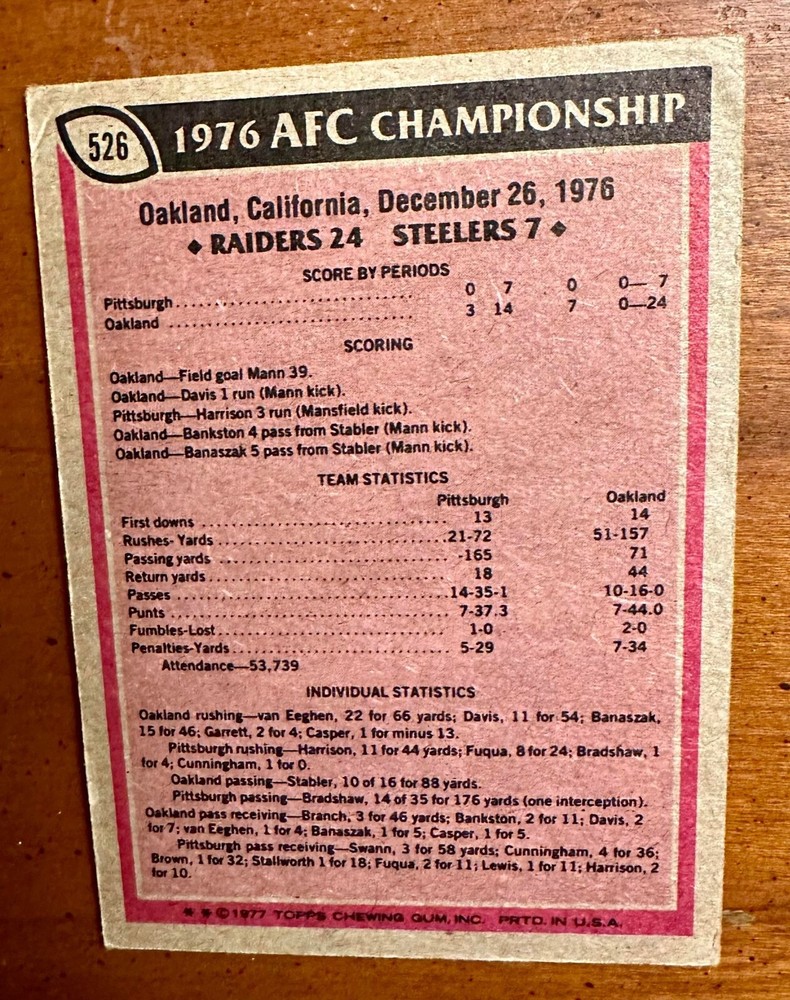 526 1976 AFC CHAMPIONSHIP
Oakland, California, December 26, 1976
◆ RAIDERS 24 STEELERS 7 ◆
SCORE BY PERIODS
Pittsburgh........................................ 0 7 0 0— 7
Oakland ........................................ 3 14 7 0—24
SCORING
Oakland—Field goal Mann 39.
Oakland—Davis 1 run (Mann kick).
Pittsburgh—Harrison 3 run (Mansfield kick).
Oakland—Bankston 4 pass from Stabler (Mann kick).
Oakland—Banaszak 5 pass from Stabler (Mann kick).
TEAM STATISTICS
Pittsburgh Oakland
First downs ........................................ 13 14
Rushes- Yards ........................................ 21-72 51-157
Passing yards ........................................ -165 71
Return yards ........................................ 18 44
Passes ........................................ 14-35-1 10-16-0
Punts ........................................ 7-37.3 7-44.0
Fumbles-Lost ........................................ 1-0 2-0
Penalties-Yards ........................................ 5-29 7-34
Attendance—53,739
INDIVIDUAL STATISTICS
Oakland rushing—van Eeghen, 22 for 66 yards; Davis, 11 for 54; Banaszak,
15 for 46; Garrett, 2 for 4; Casper, 1 for minus 13.
Pittsburgh rushing—Harrison, 11 for 44 yards; Fuqua, 8 for 24; Bradshaw, 1
for 4; Cunningham, 1 for 0.
Oakland passing—Stabler, 10 of 16 for 88 yards.
Pittsburgh passing—Bradshaw, 14 of 35 for 176 yards (one interception).
Oakland pass receiving—Branch, 3 for 46 yards; Bankston, 2 for 11; Davis, 2
for 7; van Eeghen, 1 for 4; Banaszak, 1 for 5; Casper, 1 for 5.
Pittsburgh pass receiving—Swann, 3 for 58 yards; Cunningham, 4 for 36;
Brown, 1 for 32; Stallworth 1 for 18; Fuqua, 2 for 11; Lewis, 1 for 11; Harrison, 2
for 10.
* * © 1977 TOPPS CHEWING GUM, INC. PRTD. IN U.S.A.